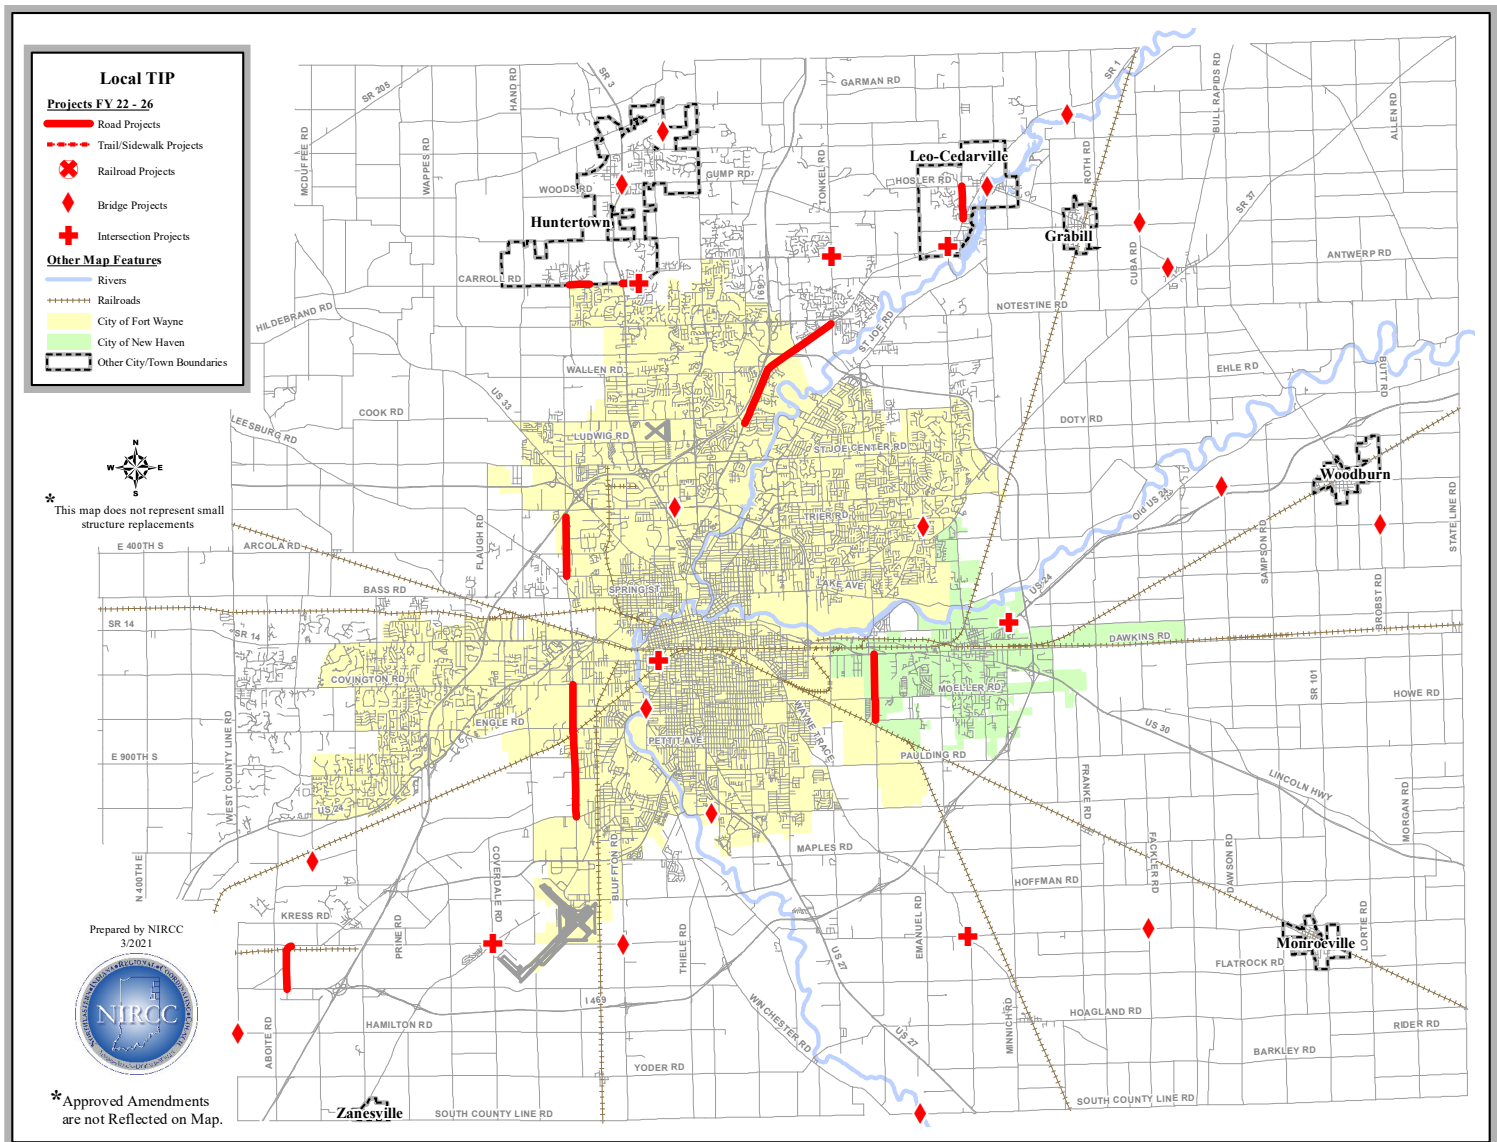 Local TIP
Projects FY 22 - 26
Road Projects
Trail/Sidewalk Projects
Railroad Projects
Bridge Projects
Intersection Projects
Other Map Features
Rivers
Railroads
City of Fort Wayne
City of New Haven
Other City/Town Boundaries
N
W E
S
*
This map does not represent small
structure replacements
Prepared by NIRCC
3/2021
NIRCC
*Approved Amendments
are not Reflected on Map.
SR 205
HAND RD
SR 3
GARMAN RD
SR 1
BULL RAPIDS RD
ALLEN RD
MCDUFFEE RD
WAPPES RD
WOODS RD
GUMP RD
TONKEL RD
Leo-Cedarville
HOSLER RD
ROTH RD
SR 37
Huntertown
Grabill
CUBA RD
ANTWERP RD
CARROLL RD
I 69
NOTESTINE RD
HILDEBRAND RD
ST JOE RD
WALLEN RD
EHLE RD
BUTT RD
US 33
COOK RD
LEESBURG RD
DOTY RD
LUDWIG RD
ST JOE CENTER RD
Woodburn
Old US 24
TRIER RD
FLAUGH RD
STATE LINE RD
SAMPSON RD
E 400TH S
ARCOLA RD
BASS RD
SPRING ST
LAKE AVE
US 24
BROBST RD
SR 14
SR 14
DAWKINS RD
COVINGTON RD
MOELLER RD
SR 101
HOWE RD
ENGLE RD
WAYNE TRACE
US 30
WEST COUNTY LINE RD
PETTIT AVE
E 900TH S
PAULDING RD
FRANKE RD
LINCOLN HWY
US 24
MORGAN RD
N 400TH E
COVERDALE RD
BLUFFTON RD
MAPLES RD
FACKLER RD
DAWSON RD
HOFFMAN RD
KRESS RD
PRINE RD
THIELE RD
EMANUEL RD
LORTIE RD
Monroeville
US 27
FLATROCK RD
I 469
WINCHESTER RD
US 27
MINNICH RD
HOAGLAND RD
RIDER RD
ABOITE RD
HAMILTON RD
BARKLEY RD
YODER RD
Zanesville
SOUTH COUNTY LINE RD
SOUTH COUNTY LINE RD